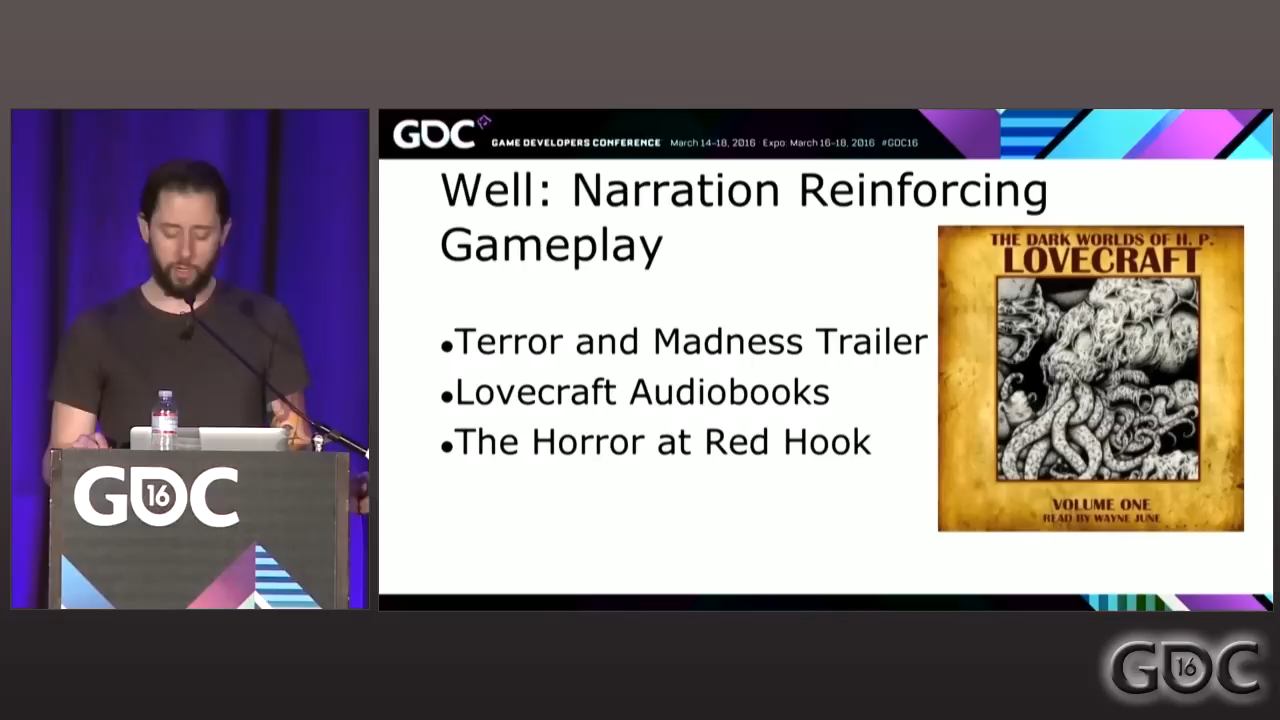 GDC
GAME DEVELOPERS CONFERENCE March 14-18, 2016 Expo: March 16-18, 2016 #GDC16
Well: Narration Reinforcing
Gameplay
●Terror and Madness Trailer
●Lovecraft Audiobooks
●The Horror at Red Hook
THE DARK WORLDS OF H. P.
LOVECRAFT
VOLUME ONE
READ BY WAYNE JUNE
GDC
16
GDC
16